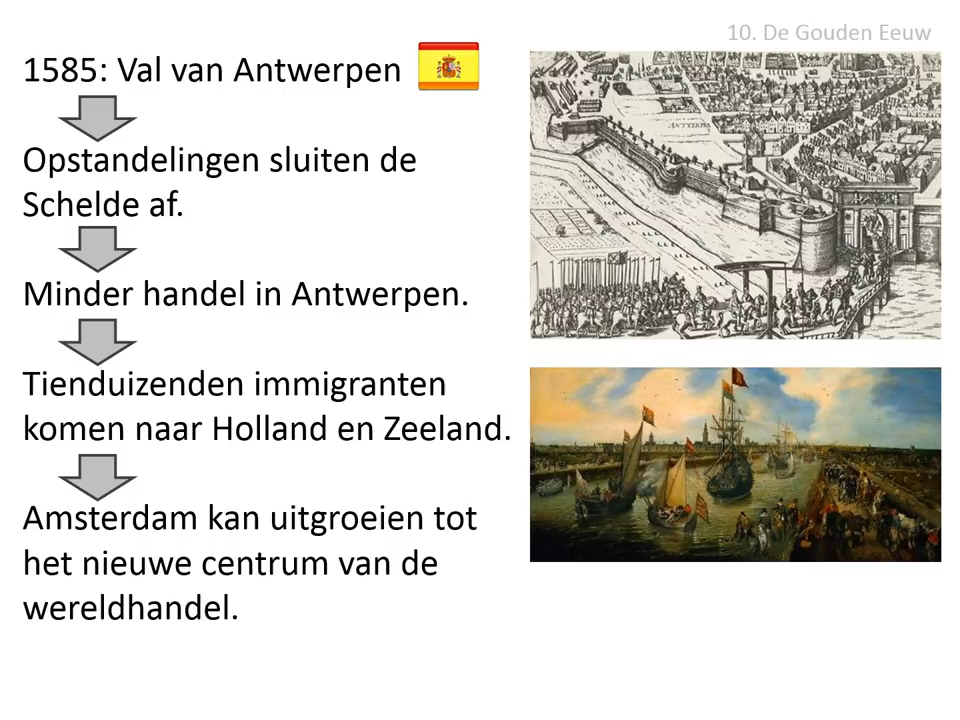 10. De Gouden Eeuw
1585: Val van Antwerpen
Opstandelingen sluiten de
Schelde af.
Minder handel in Antwerpen.
Tienduizenden immigranten
komen naar Holland en Zeeland.
Amsterdam kan uitgroeien tot
het nieuwe centrum van de
wereldhandel.
ANTVERPIA